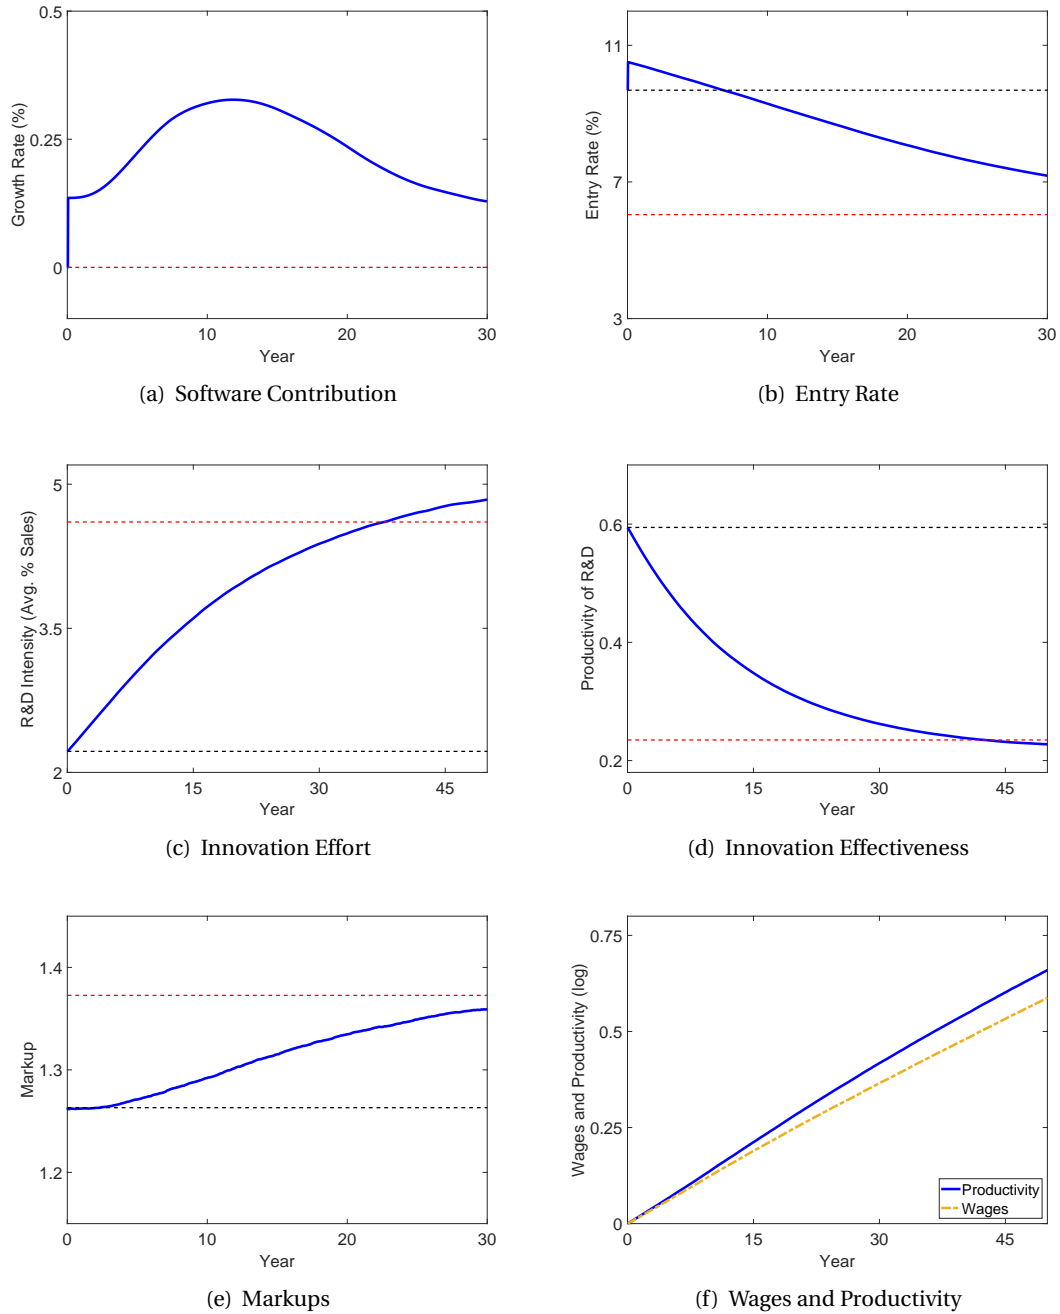 0.5
0.25
0
Growth Rate (%)
0 10 20 30
Year
(a) Software Contribution
11
7
3
Entry Rate (%)
0 10 20 30
Year
(b) Entry Rate
5
3.5
2
R&D Intensity (Avg. % Sales)
0 15 30 45
Year
(c) Innovation Effort
0.6
0.4
0.2
Productivity of R&D
0 15 30 45
Year
(d) Innovation Effectiveness
1.4
1.3
1.2
Markup
0 10 20 30
Year
(e) Markups
0.75
0.5
0.25
0
Wages and Productivity (log)
Productivity
Wages
0 15 30 45
Year
(f) Wages and Productivity